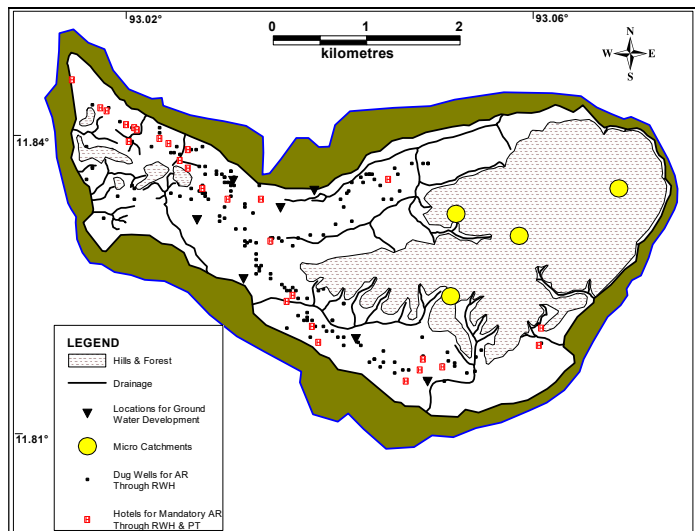 93.02°
93.06°
0 1 2
kilometres
N
W E
S
11.84°
11.81°
LEGEND
Hills & Forest
Drainage
Locations for Ground
Water Development
Micro Catchments
Dug Wells for AR
Through RWH
Hotels for Mandatory AR
Through RWH & PT